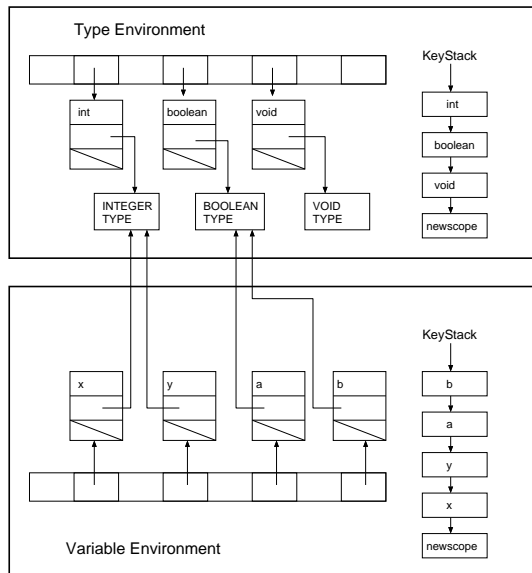 Type Environment
KeyStack
int
boolean
void
int
boolean
void
newscope
INTEGER
TYPE
BOOLEAN
TYPE
VOID
TYPE
KeyStack
x
y
a
b
b
a
y
x
newscope
Variable Environment